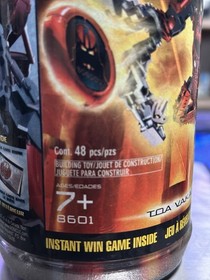 Cont. 48 pcs/pzs
BUILDING TOY/JOUET DE CONSTRUCTION/
JUGUETE PARA CONSTRUIR
AGES/EDADES
7+
8601
TOA VAK
INSTANT WIN GAME INSIDE JEU À